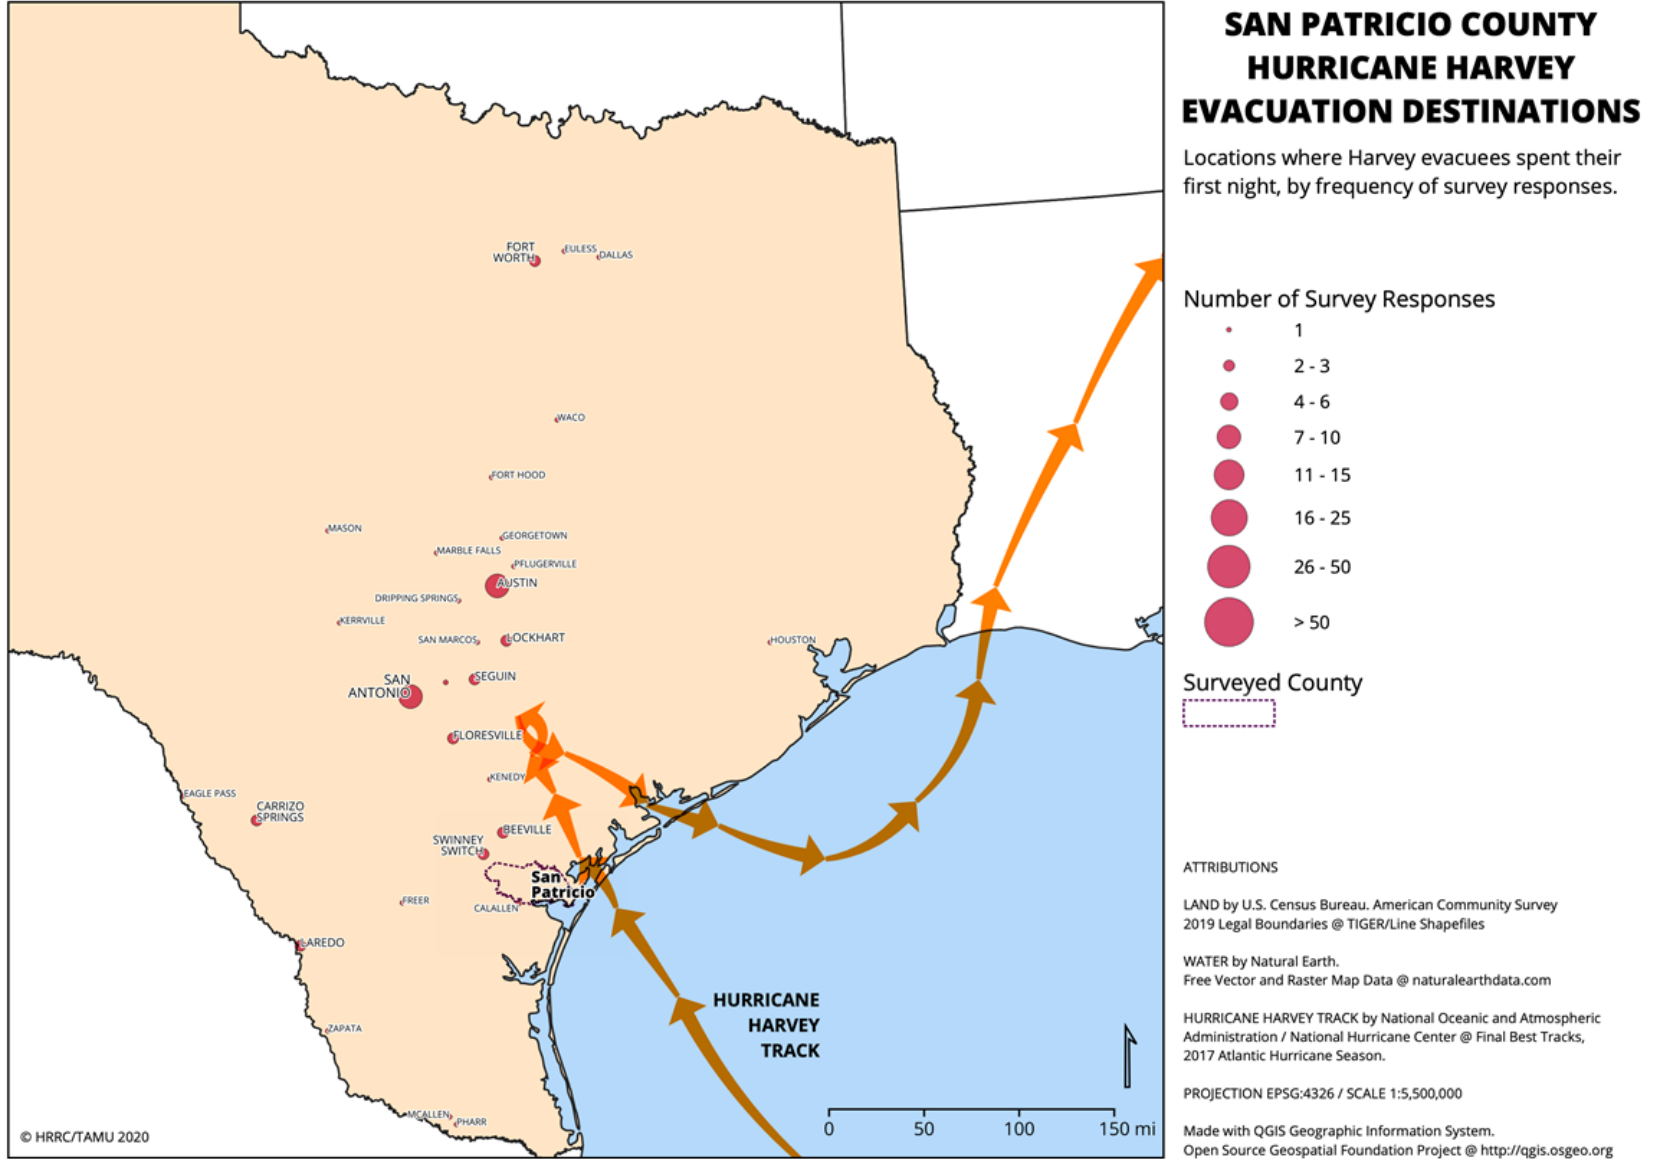 SAN PATRICIO COUNTY
HURRICANE HARVEY
EVACUATION DESTINATIONS
Locations where Harvey evacuees spent their
first night, by frequency of survey responses.
Number of Survey Responses
1
2 - 3
4 - 6
7 - 10
11 - 15
16 - 25
26 - 50
> 50
Surveyed County
ATTRIBUTIONS
LAND by U.S. Census Bureau. American Community Survey
2019 Legal Boundaries @ TIGER/Line Shapefiles
WATER by Natural Earth.
Free Vector and Raster Map Data @ naturalearthdata.com
HURRICANE HARVEY TRACK by National Oceanic and Atmospheric
Administration / National Hurricane Center @ Final Best Tracks,
2017 Atlantic Hurricane Season.
PROJECTION EPSG:4326 / SCALE 1:5,500,000
Made with QGIS Geographic Information System.
Open Source Geospatial Foundation Project @ http://qgis.osgeo.org
FORT
WORTH
EULESS
DALLAS
WACO
FORT HOOD
MASON
GEORGETOWN
MARBLE FALLS
PFLUGERVILLE
AUSTIN
DRIPPING SPRINGS
KERRVILLE
SAN MARCOS
LOCKHART
HOUSTON
SAN
ANTONIO
SEGUIN
FLORESVILLE
KENEDY
EAGLE PASS
CARRIZO
SPRINGS
BEEVILLE
SWINNEY
SWITCH
San
Patricio
FREER
CALALLEN
LAREDO
HURRICANE
HARVEY
TRACK
ZAPATA
MCALLEN
PHARR
0
50
100
150 mi
© HRRC/TAMU 2020